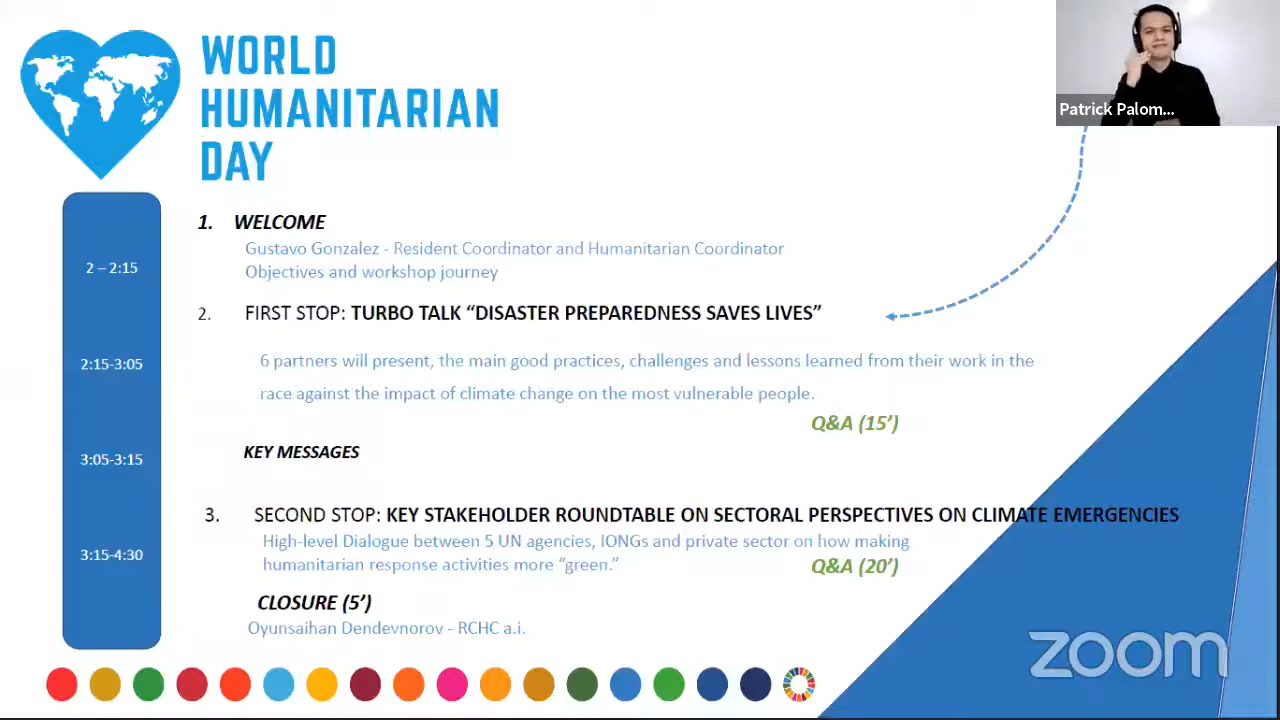 WORLD
HUMANITARIAN
DAY
Patrick Palom...
1. WELCOME
Gustavo Gonzalez - Resident Coordinator and Humanitarian Coordinator
2 – 2:15
Objectives and workshop journey
2. FIRST STOP: TURBO TALK “DISASTER PREPAREDNESS SAVES LIVES”
2:15-3:05
6 partners will present, the main good practices, challenges and lessons learned from their work in the
race against the impact of climate change on the most vulnerable people.
Q&A (15’)
3:05-3:15
KEY MESSAGES
3. SECOND STOP: KEY STAKEHOLDER ROUNDTABLE ON SECTORAL PERSPECTIVES ON CLIMATE EMERGENCIES
3:15-4:30
High-level Dialogue between 5 UN agencies, IONGs and private sector on how making
humanitarian response activities more “green.”
Q&A (20’)
CLOSURE (5’)
Oyunsaihan Dendevnorov - RCHC a.i.
zoom